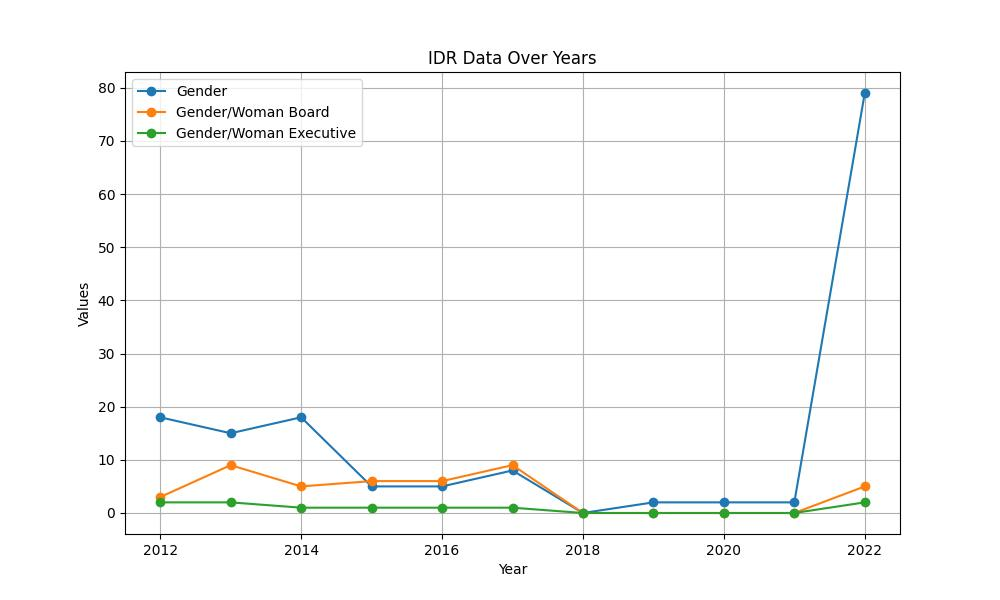 IDR Data Over Years
Gender
Gender/Woman Board
Gender/Woman Executive
80
70
60
50
40
30
20
10
0
Values
2012 2014 2016 2018 2020 2022
Year